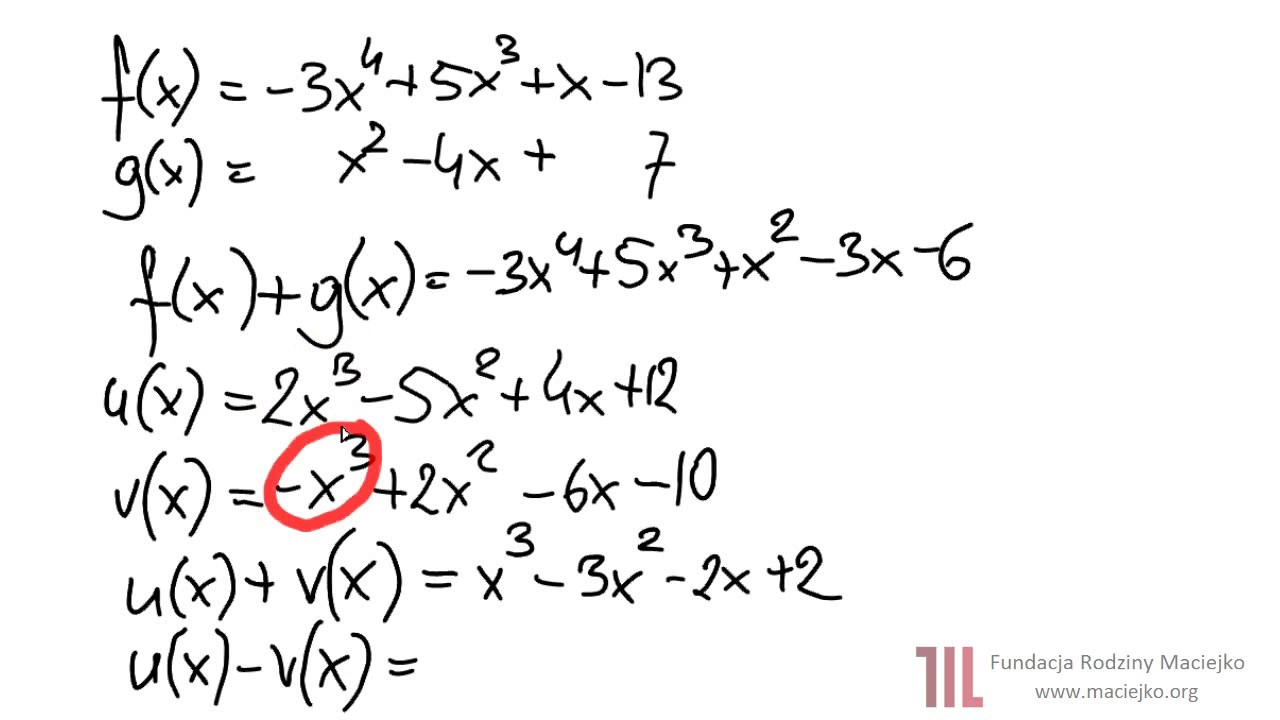 f(x) = -3x⁴+5x³+x-13
g(x) = x²-4x+ 7
f(x)+g(x)=-3x⁴+5x³+x²-3x-6
u(x) =2x³-5x²+4x+12
v(x) =-x³+2x² -6x-10
u(x)+ v(x) = x³-3x²-2x+2
u(x)-v(x)=
Fundacja Rodziny Maciejko
www.maciejko.org